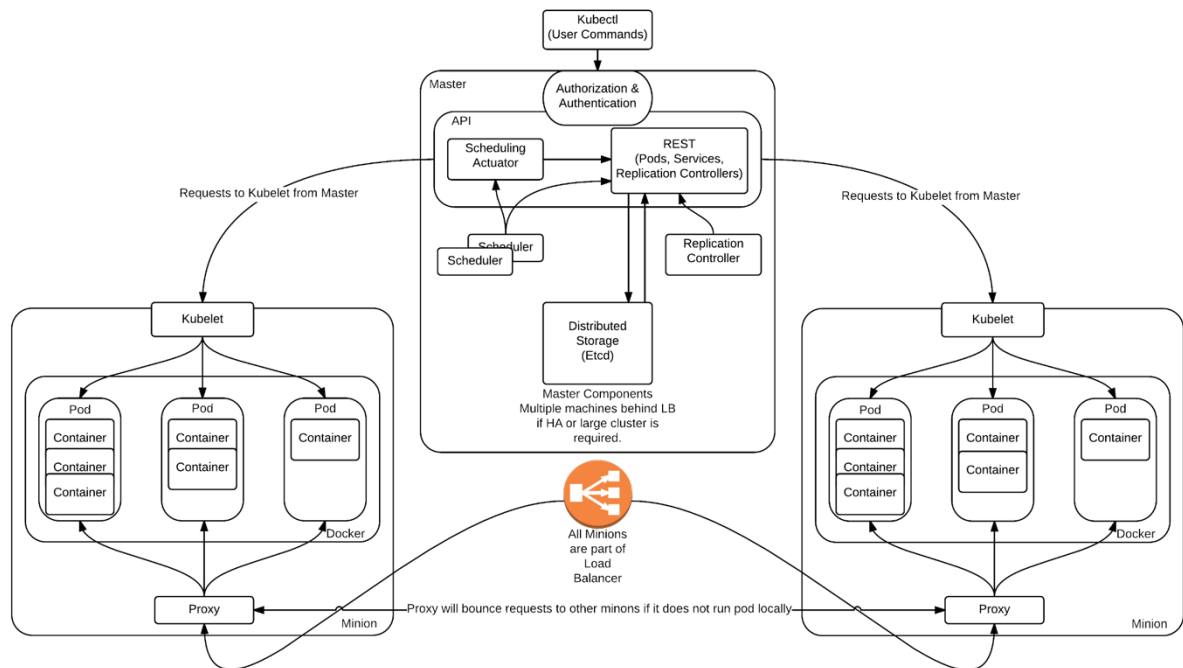 Kubectl
(User Commands)
Master
Authorization &
Authentication
API
Scheduling
Actuator
REST
(Pods, Services,
Replication Controllers)
Requests to Kubelet from Master
Requests to Kubelet from Master
Scheduler
Scheduler
Replication
Controller
Distributed
Storage
(Etcd)
Master Components
Multiple machines behind LB
if HA or large cluster is
required.
Kubelet
Pod
Container
Container
Container
Pod
Container
Container
Pod
Container
Docker
Proxy
Minion
All Minions
are part of
Load
Balancer
Proxy will bounce requests to other minons if it does not run pod locally
Kubelet
Pod
Container
Container
Container
Pod
Container
Container
Pod
Container
Docker
Proxy
Minion